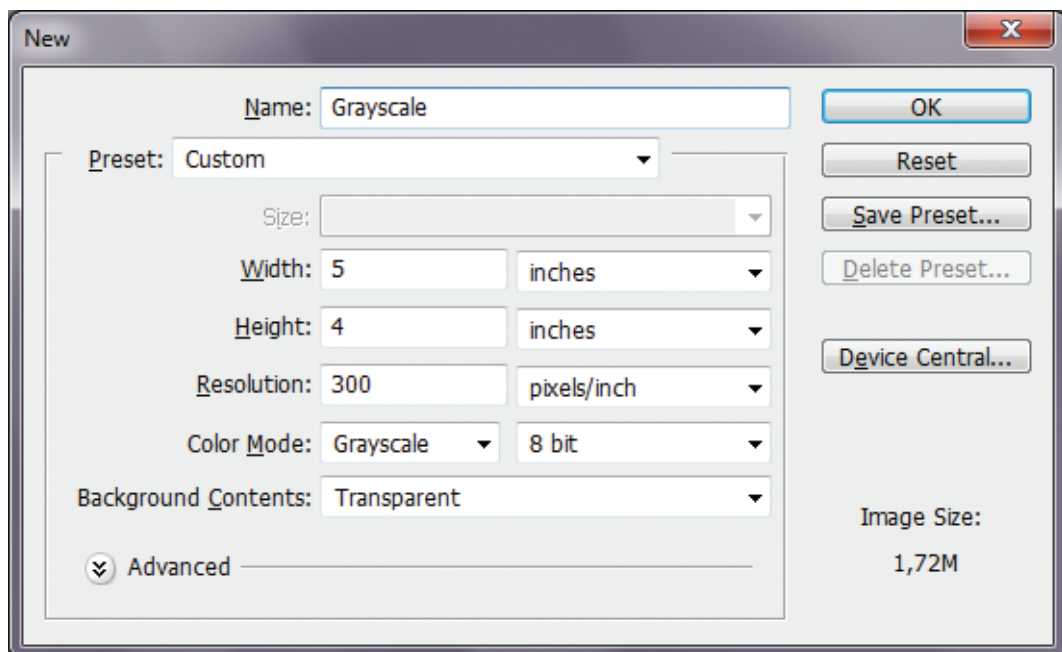 New
Name: Grayscale
OK
Preset: Custom
Reset
Size:
Save Preset...
Width: 5 inches
Delete Preset...
Height: 4 inches
Device Central...
Resolution: 300 pixels/inch
Color Mode: Grayscale 8 bit
Background Contents: Transparent
Image Size:
Advanced
1,72M